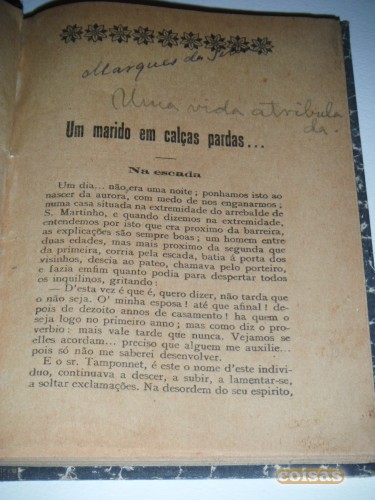 Marques da Silva
Uma vida atribula
da.
Um marido em calças pardas...
Na escada
Um dia... não, era uma noite; ponhamos isto ao
nascer da aurora, com medo de nos enganarmos;
numa casa situada na extremidade do arrebalde de
S. Martinho, e quando dizemos na extremidade,
entendemos por isto que era proximo da barreira,
as explicações são sempre boas; um homem entre
duas edades, mas mais proximo da segunda que
da primeira, corria pela escada, batia á porta dos
visinhos, descia ao pateo, chamava pelo porteiro,
e fazia emfim quanto podia para despertar todos
os inquilinos, gritando:
— D'esta vez é que é, quero dizer, não tarda que
o não seja. O' minha esposa! até que afinal! de-
pois de dezoito annos de casamento! ha quem o
seja logo no primeiro anno; mas como diz o pro-
verbio: mais vale tarde que nunca. Vejamos se
elles acordam... preciso que alguem me auxilie...
pois só não me saberei desenvolver.
E o sr. Tamponnet, é este o nome d'este indivi-
duo, continuava a descer, a subir, a lamentar-se,
a soltar exclamações. Na desordem do seu espirito,
coisas